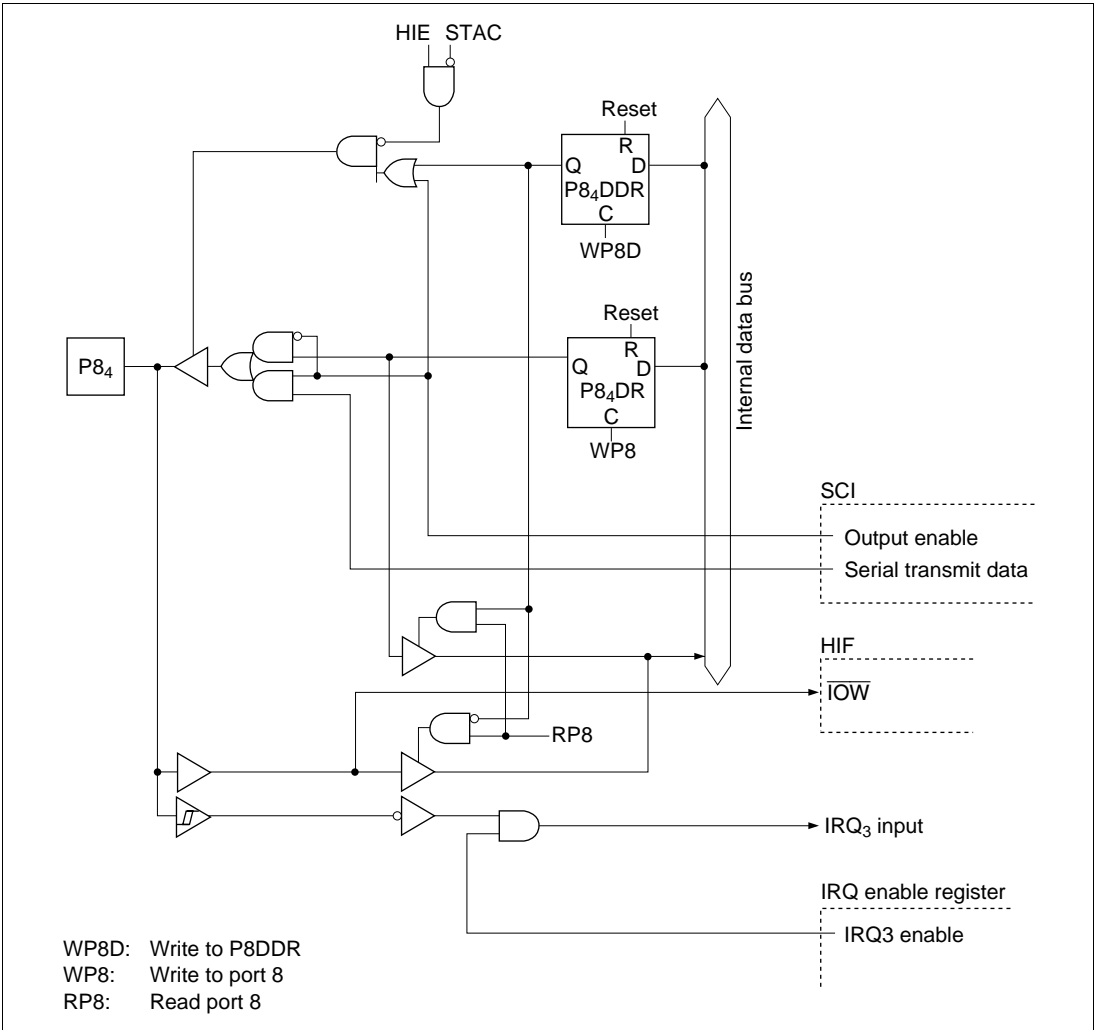 HIE STAC
Reset
R
Q D
P8₄DDR
C
WP8D
Reset
R
Q D
P8₄DR
C
WP8
P8₄
Internal data bus
SCI
Output enable
Serial transmit data
HIF
I̅O̅W̅
RP8
IRQ₃ input
IRQ enable register
IRQ3 enable
WP8D: Write to P8DDR
WP8: Write to port 8
RP8: Read port 8